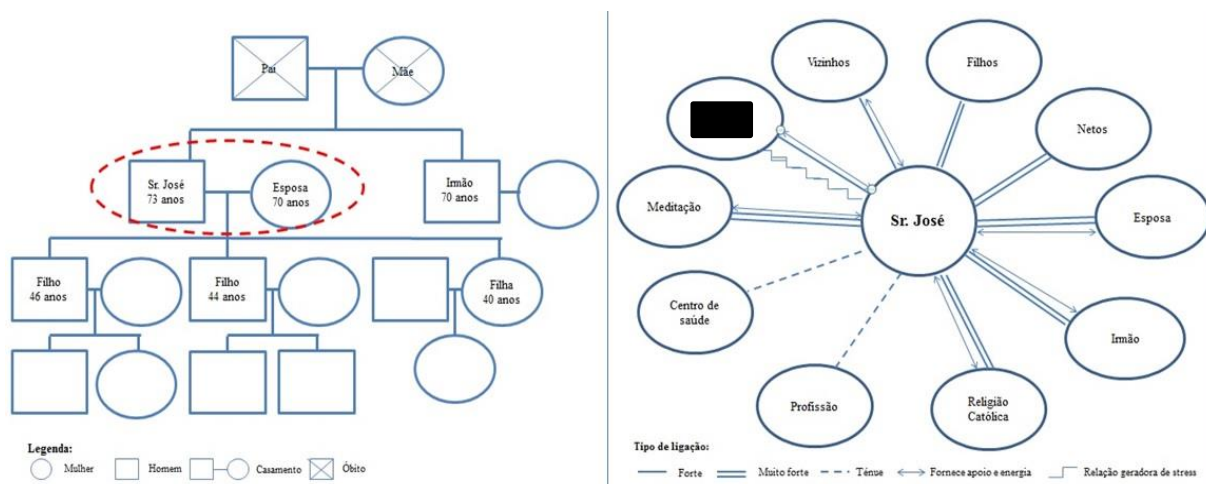 Pai
Mãe
Sr. José
73 anos
Esposa
70 anos
Irmão
70 anos
Filho
46 anos
Filho
44 anos
Filha
40 anos
Legenda:
Mulher
Homem
Casamento
Óbito
Vizinhos
Filhos
Netos
Meditação
Sr. José
Esposa
Centro de
saúde
Irmão
Profissão
Religião
Católica
Tipo de ligação:
Forte
Muito forte
Ténue
Fornece apoio e energia
Relação geradora de stress